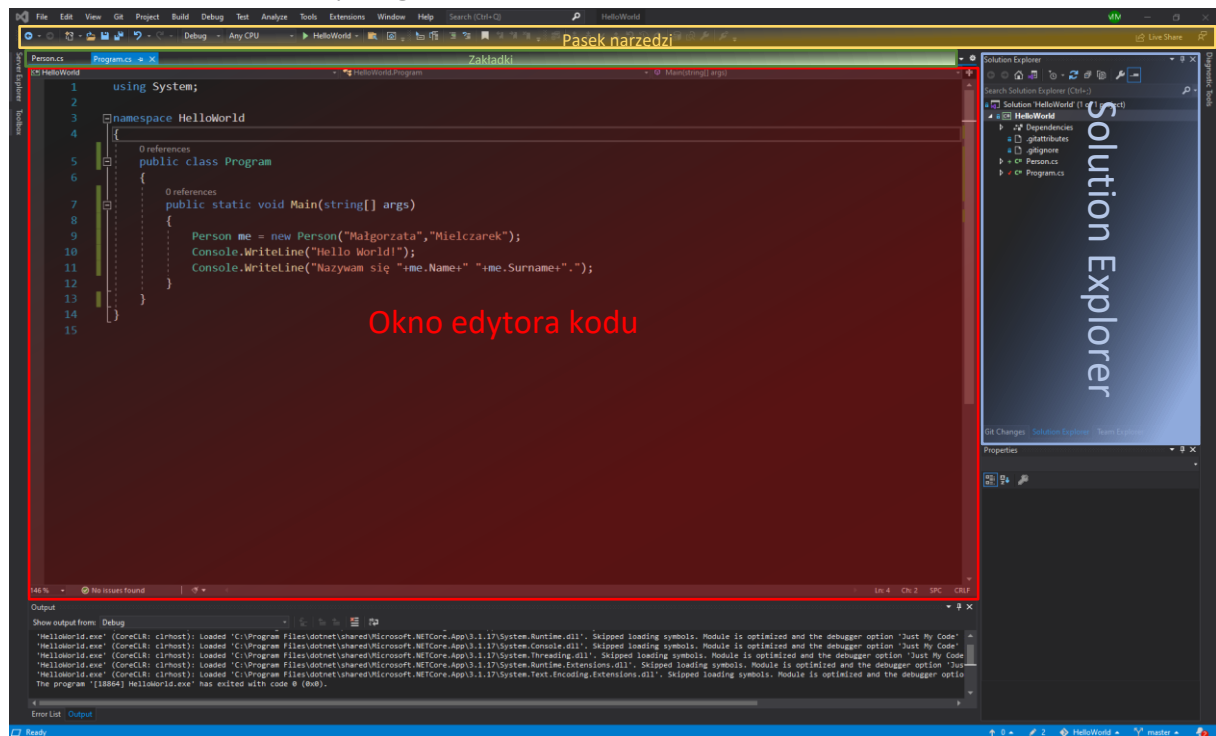 File Edit View Git Project Build Debug Test Analyze Tools Extensions Window Help Search (Ctrl+Q) HelloWorld MM
Debug Any CPU HelloWorld Pasek narzedzi Live Share
Server Explorer
Toolbox
Person.cs Program.cs Zakładki
HelloWorld HelloWorld.Program Main(string[] args)
1 using System;
2
3 namespace HelloWorld
4 {
0 references
5 public class Program
6 {
0 references
7 public static void Main(string[] args)
8 {
9 Person me = new Person("Małgorzata","Mielczarek");
10 Console.WriteLine("Hello World!");
11 Console.WriteLine("Nazywam się "+me.Name+" "+me.Surname+".");
12 }
13 }
14 }
15
Okno edytora kodu
146 % No issues found Ln: 4 Ch: 2 SPC CRLF
Solution Explorer
Search Solution Explorer (Ctrl+;)
Solution 'HelloWorld' (1 of 1 project)
HelloWorld
Dependencies
.gitattributes
.gitignore
Person.cs
Program.cs
Solution Explorer
Git Changes Solution Explorer Team Explorer
Properties
Diagnostic Tools
Output
Show output from: Debug
'HelloWorld.exe' (CoreCLR: clrhost): Loaded 'C:\Program Files\dotnet\shared\Microsoft.NETCore.App\3.1.17\System.Runtime.dll'. Skipped loading symbols. Module is optimized and the debugger option 'Just My Code'
'HelloWorld.exe' (CoreCLR: clrhost): Loaded 'C:\Program Files\dotnet\shared\Microsoft.NETCore.App\3.1.17\System.Console.dll'. Skipped loading symbols. Module is optimized and the debugger option 'Just My Code'
'HelloWorld.exe' (CoreCLR: clrhost): Loaded 'C:\Program Files\dotnet\shared\Microsoft.NETCore.App\3.1.17\System.Threading.dll'. Skipped loading symbols. Module is optimized and the debugger option 'Just My Code
'HelloWorld.exe' (CoreCLR: clrhost): Loaded 'C:\Program Files\dotnet\shared\Microsoft.NETCore.App\3.1.17\System.Runtime.Extensions.dll'. Skipped loading symbols. Module is optimized and the debugger option 'Jus
'HelloWorld.exe' (CoreCLR: clrhost): Loaded 'C:\Program Files\dotnet\shared\Microsoft.NETCore.App\3.1.17\System.Text.Encoding.Extensions.dll'. Skipped loading symbols. Module is optimized and the debugger optio
The program '[18864] HelloWorld.exe' has exited with code 0 (0x0).
Error List Output
Ready 0 2 HelloWorld master